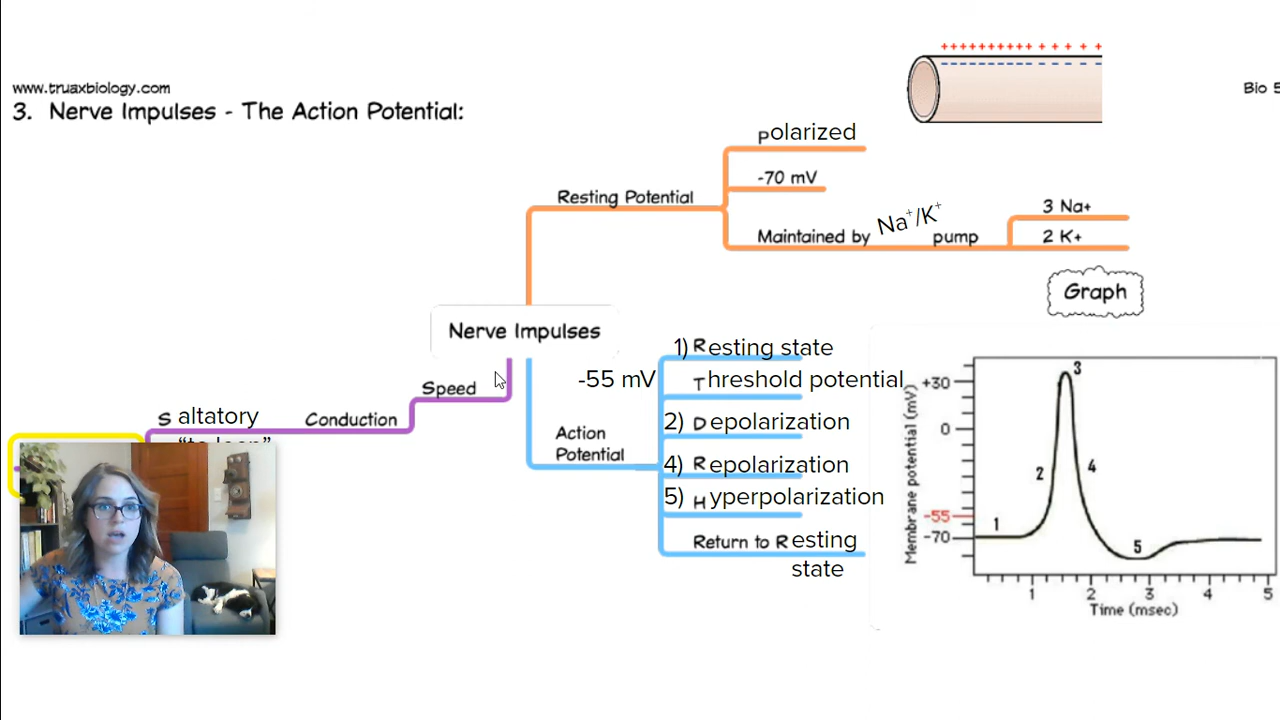 + + + + + + + + + + + + + + + +
www.truaxbiology.com
Bio 5
3. Nerve Impulses - The Action Potential:
Polarized
-70 mV
Resting Potential
Maintained by Na⁺/K⁺ pump
3 Na+
2 K+
Graph
Nerve Impulses
Speed
Conduction
S altatory
"to leap"
Action
Potential
1) Resting state
-55 mV Threshold potential
2) Depolarization
4) Repolarization
5) Hyperpolarization
Return to Resting
state
Membrane potential (mV)
+30
0
-55
-70
1
2
3
4
5
1 2 3 4 5
Time (msec)